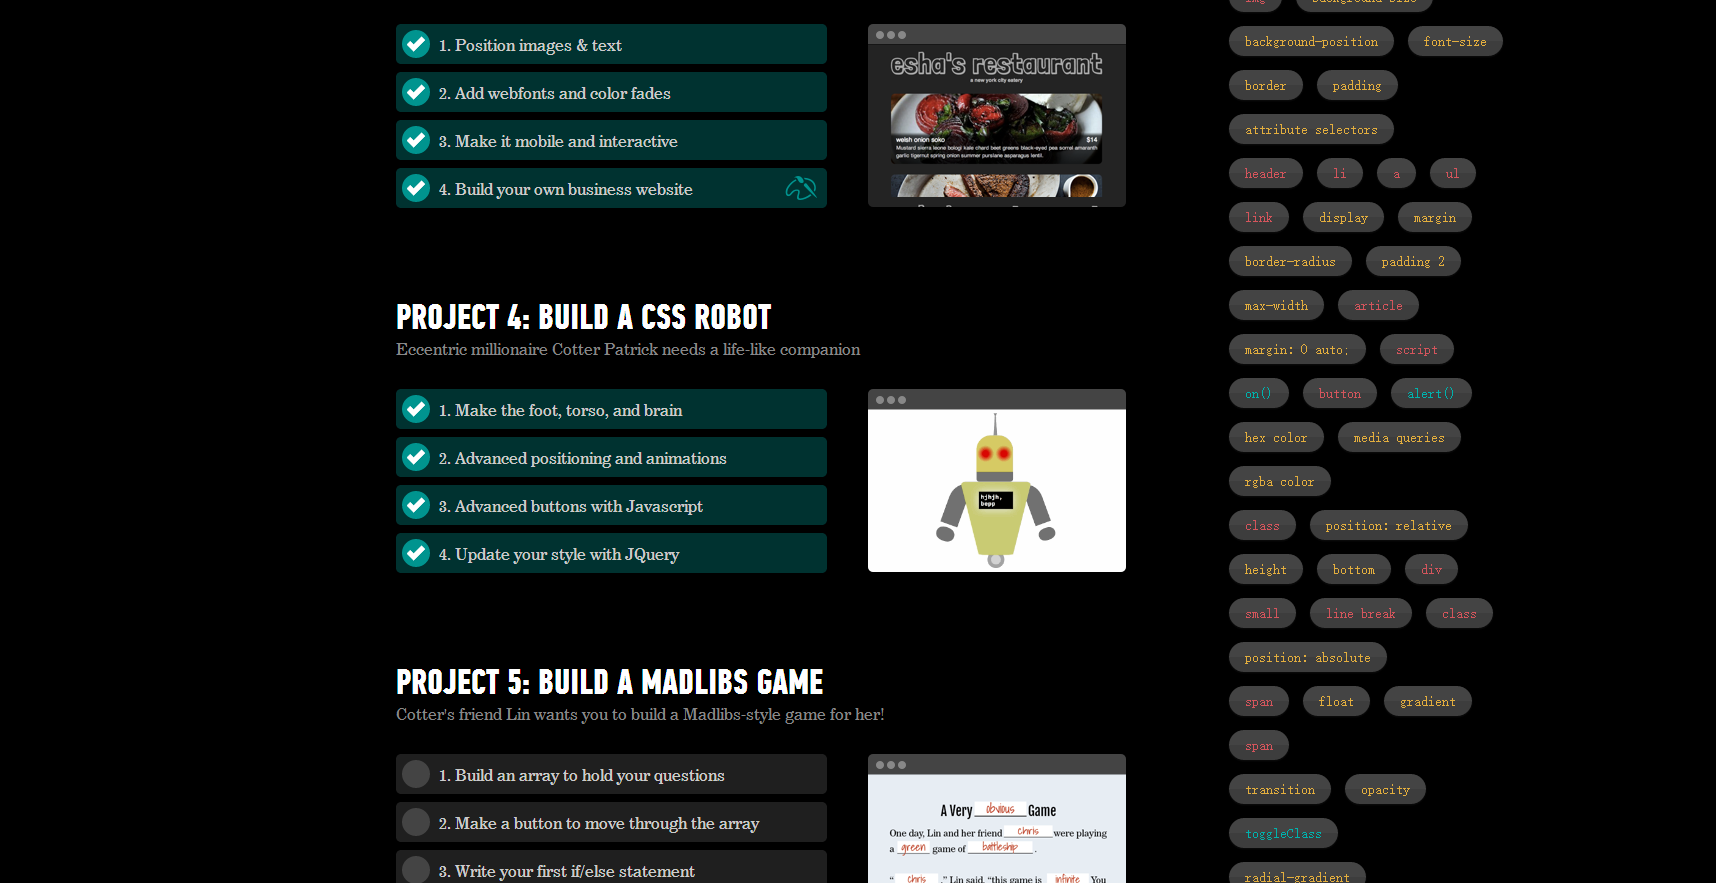 1. Position images & text
2. Add webfonts and color fades
3. Make it mobile and interactive
4. Build your own business website
esha's restaurant
a new york city eatery
welsh onion soko $14
Mustard sierra leone bologi kale chard beet greens black-eyed pea sorrel amaranth
garlic tigernut spring onion summer purslane asparagus lentil.
PROJECT 4: BUILD A CSS ROBOT
Eccentric millionaire Cotter Patrick needs a life-like companion
1. Make the foot, torso, and brain
2. Advanced positioning and animations
3. Advanced buttons with Javascript
4. Update your style with JQuery
hjhjh,
bepp
PROJECT 5: BUILD A MADLIBS GAME
Cotter's friend Lin wants you to build a Madlibs-style game for her!
1. Build an array to hold your questions
2. Make a button to move through the array
3. Write your first if/else statement
A Very obvious Game
One day, Lin and her friend chris were playing
a green game of battleship .
“ chris ,” Lin said, “this game is infinite You
img background-size
background-position font-size
border padding
attribute selectors
header li a ul
link display margin
border-radius padding 2
max-width article
margin: 0 auto; script
on() button alert()
hex color media queries
rgba color
class position: relative
height bottom div
small line break class
position: absolute
span float gradient
span
transition opacity
toggleClass
radial-gradient